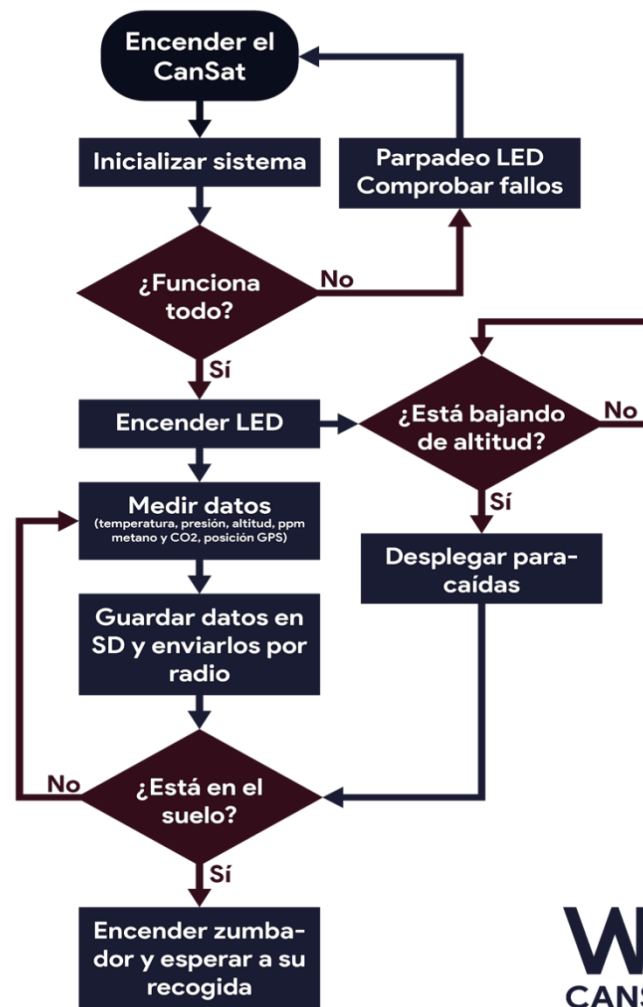 Encender el
CanSat
Inicializar sistema
Parpadeo LED
Comprobar fallos
¿Funciona
todo?
No
Sí
Encender LED
¿Está bajando
de altitud?
No
Sí
Medir datos
(temperatura, presión, altitud, ppm
metano y CO2, posición GPS)
Desplegar para-
caídas
Guardar datos en
SD y enviarlos por
radio
¿Está en el
suelo?
No
Sí
Encender zumba-
dor y esperar a su
recogida
W
CANS